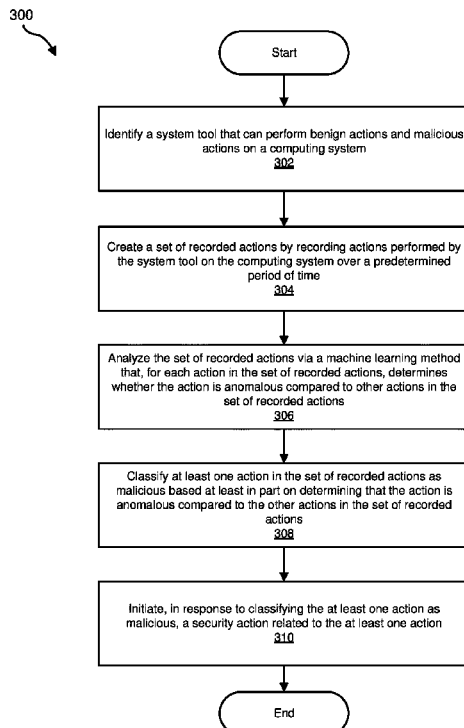 300
Start
Identify a system tool that can perform benign actions and malicious
actions on a computing system
302
Create a set of recorded actions by recording actions performed by
the system tool on the computing system over a predetermined
period of time
304
Analyze the set of recorded actions via a machine learning method
that, for each action in the set of recorded actions, determines
whether the action is anomalous compared to other actions in the
set of recorded actions
306
Classify at least one action in the set of recorded actions as
malicious based at least in part on determining that the action is
anomalous compared to the other actions in the set of recorded
actions
308
Initiate, in response to classifying the at least one action as
malicious, a security action related to the at least one action
310
End